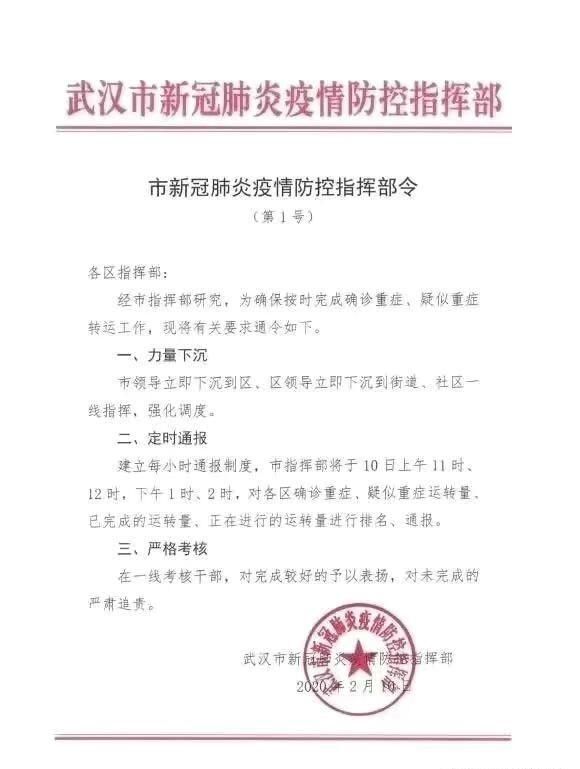 武汉市新冠肺炎疫情防控指挥部
市新冠肺炎疫情防控指挥部令
（第1号）
各区指挥部：
经市指挥部研究，为确保按时完成确诊重症、疑似重症
转运工作，现将有关要求通令如下。
一、力量下沉
市领导立即下沉到区、区领导立即下沉到街道、社区一
线指挥，强化调度。
二、定时通报
建立每小时通报制度，市指挥部将于10日上午11时、
12时，下午1时、2时，对各区确诊重症、疑似重症运转量、
已完成的运转量、正在进行的运转量进行排名、通报。
三、严格考核
在一线考核干部，对完成较好的予以表扬，对未完成的
严肃追责。
武汉市新冠肺炎疫情防控指挥部
2020年2月10日
武汉市新冠肺炎疫情防控指挥部